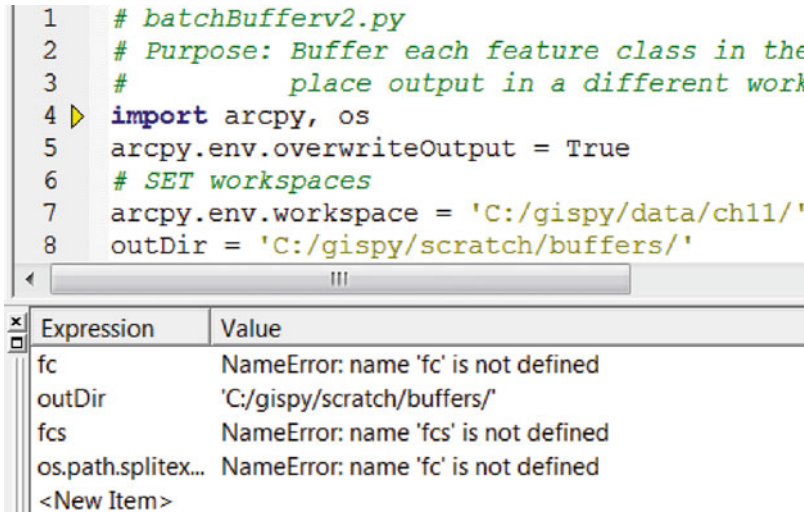 1 # batchBufferv2.py
2 # Purpose: Buffer each feature class in the
3 # place output in a different work
4 import arcpy, os
5 arcpy.env.overwriteOutput = True
6 # SET workspaces
7 arcpy.env.workspace = 'C:/gispy/data/ch11/'
8 outDir = 'C:/gispy/scratch/buffers/'
Expression Value
fc NameError: name 'fc' is not defined
outDir 'C:/gispy/scratch/buffers/'
fcs NameError: name 'fcs' is not defined
os.path.splitex... NameError: name 'fc' is not defined
<New Item>